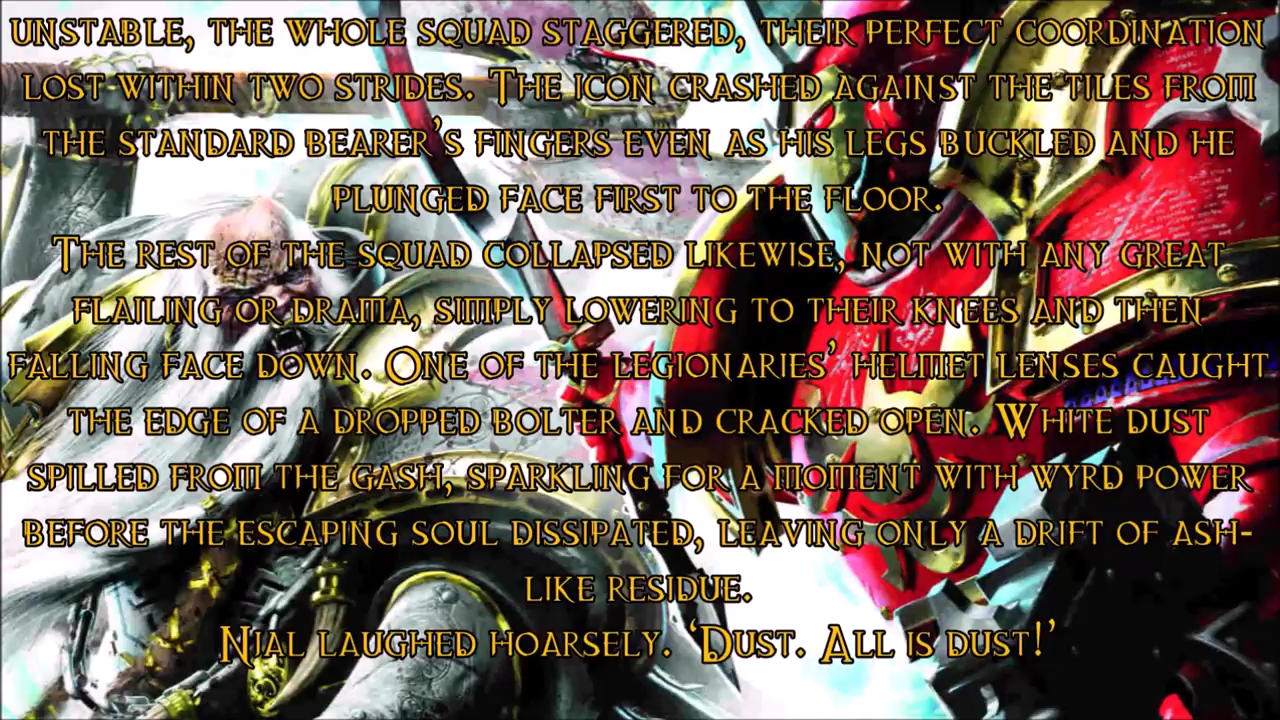 UNSTABLE, THE WHOLE SQUAD STAGGERED, THEIR PERFECT COORDINATION
LOST WITHIN TWO STRIDES. THE ICON CRASHED AGAINST THE TILES FROM
THE STANDARD BEARER'S FINGERS EVEN AS HIS LEGS BUCKLED AND HE
PLUNGED FACE FIRST TO THE FLOOR.
THE REST OF THE SQUAD COLLAPSED LIKEWISE, NOT WITH ANY GREAT
FLAILING OR DRAMA, SIMPLY LOWERING TO THEIR KNEES AND THEN
FALLING FACE DOWN. ONE OF THE LEGIONARIES' HELMET LENSES CAUGHT
THE EDGE OF A DROPPED BOLTER AND CRACKED OPEN. WHITE DUST
SPILLED FROM THE GASH, SPARKLING FOR A MOMENT WITH WYRD POWER
BEFORE THE ESCAPING SOUL DISSIPATED, LEAVING ONLY A DRIFT OF ASH-
LIKE RESIDUE.
NJAL LAUGHED HOARSELY. 'DUST. ALL IS DUST!'